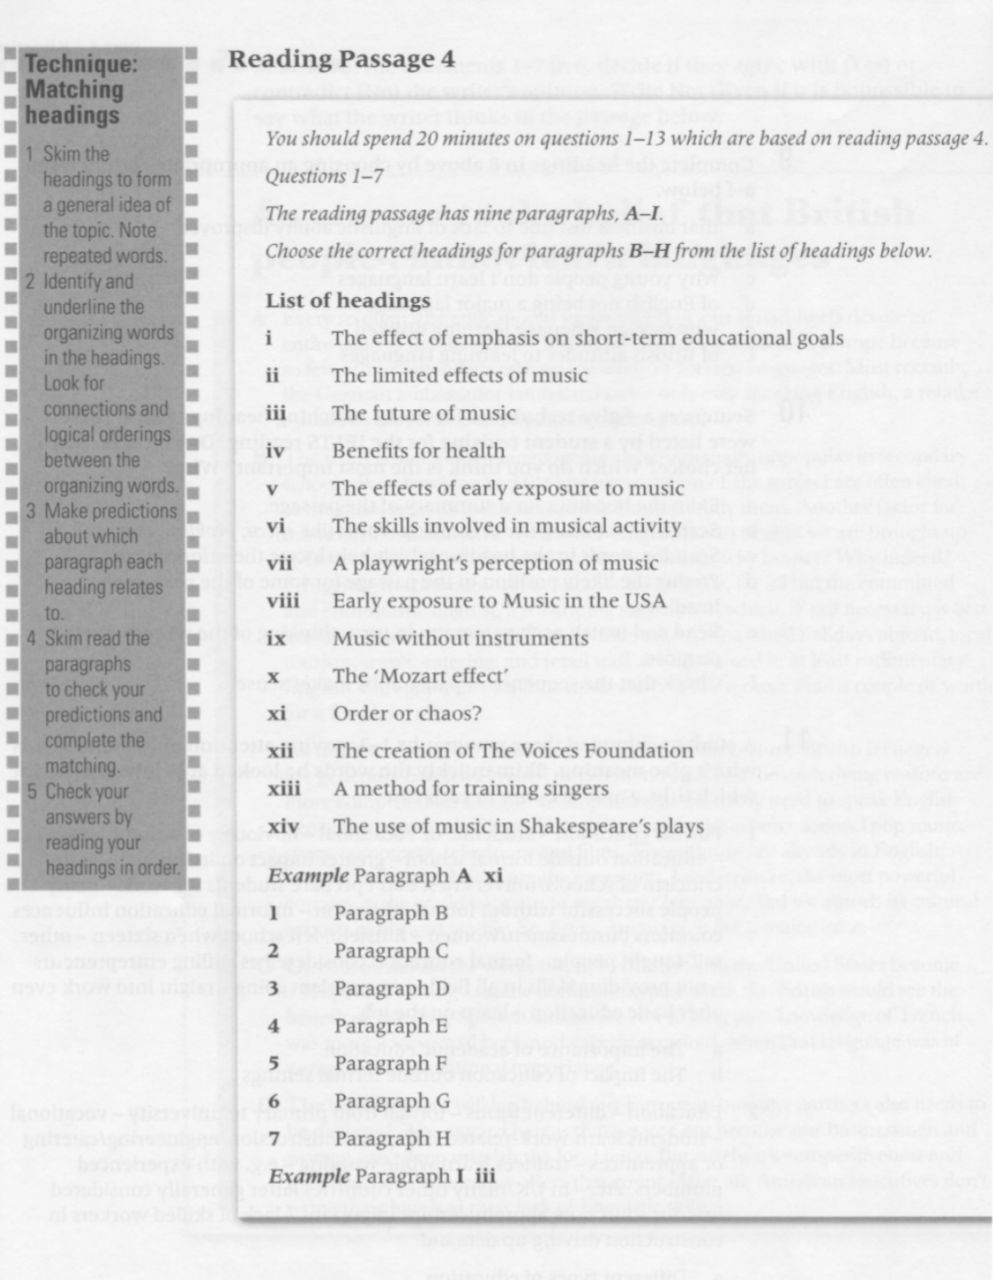 Technique:
Matching
headings
1 Skim the
headings to form
a general idea of
the topic. Note
repeated words.
2 Identify and
underline the
organizing words
in the headings.
Look for
connections and
logical orderings
between the
organizing words.
3 Make predictions
about which
paragraph each
heading relates
to.
4 Skim read the
paragraphs
to check your
predictions and
complete the
matching.
5 Check your
answers by
reading your
headings in order.
Reading Passage 4
You should spend 20 minutes on questions 1–13 which are based on reading passage 4.
Questions 1–7
The reading passage has nine paragraphs, A–I.
Choose the correct headings for paragraphs B–H from the list of headings below.
List of headings
i The effect of emphasis on short-term educational goals
ii The limited effects of music
iii The future of music
iv Benefits for health
v The effects of early exposure to music
vi The skills involved in musical activity
vii A playwright's perception of music
viii Early exposure to Music in the USA
ix Music without instruments
x The 'Mozart effect'
xi Order or chaos?
xii The creation of The Voices Foundation
xiii A method for training singers
xiv The use of music in Shakespeare's plays
Example Paragraph A xi
1 Paragraph B
2 Paragraph C
3 Paragraph D
4 Paragraph E
5 Paragraph F
6 Paragraph G
7 Paragraph H
Example Paragraph I iii